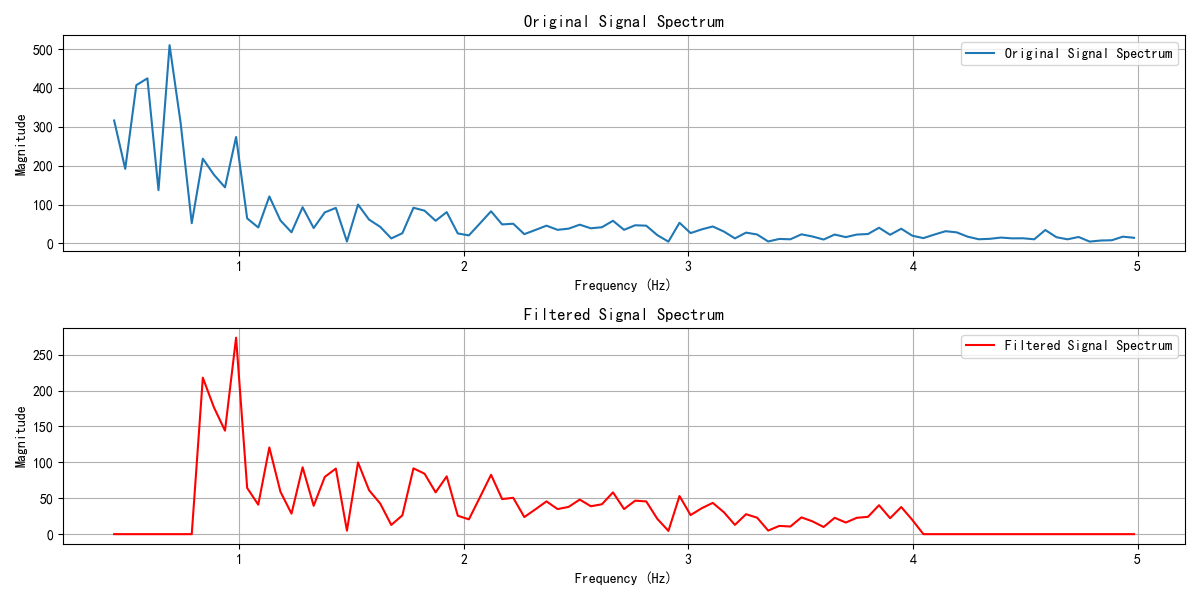 Original Signal Spectrum
Original Signal Spectrum
500
400
300
200
100
0
Magnitude
1 2 3 4 5
Frequency (Hz)
Filtered Signal Spectrum
Filtered Signal Spectrum
250
200
150
100
50
0
Magnitude
1 2 3 4 5
Frequency (Hz)